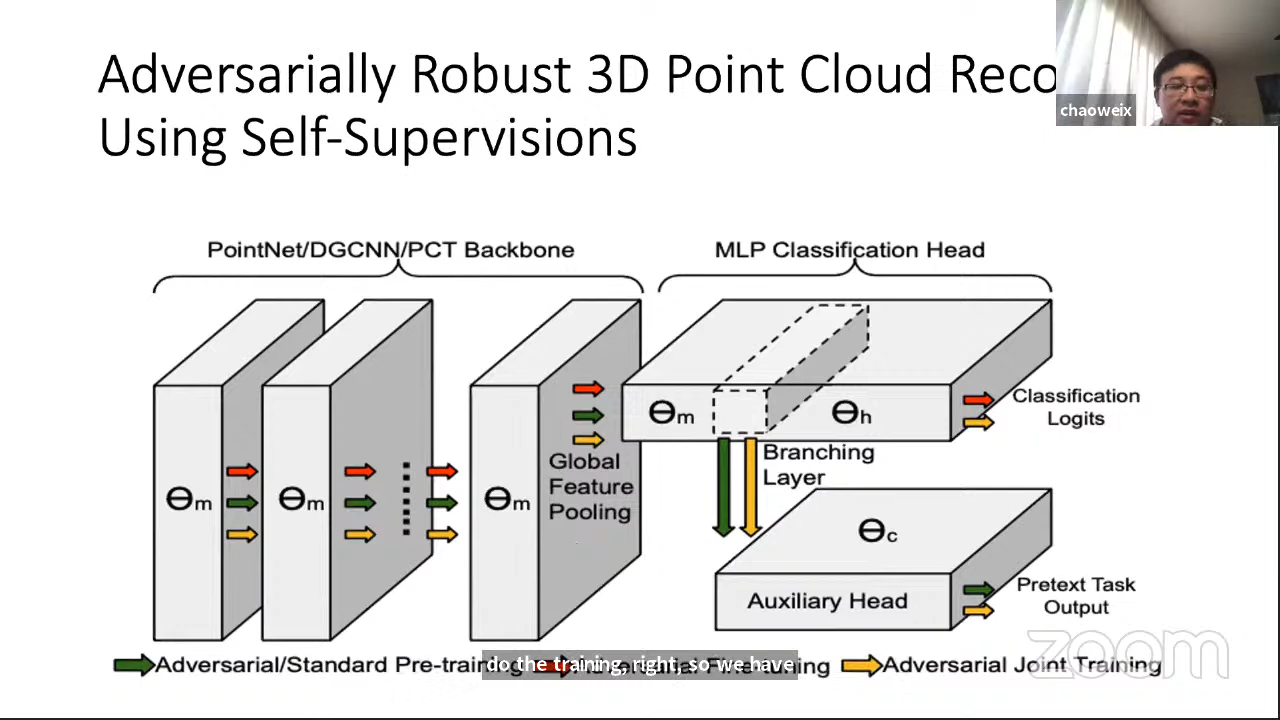 Adversarially Robust 3D Point Cloud
Using Self-Supervisions
chaoweix
PointNet/DGCNN/PCT Backbone
MLP Classification Head
Θm
Θm
Θm
Global
Feature
Pooling
Θm
Θh
Classification
Logits
Branching
Layer
Θc
Auxiliary Head
Pretext Task
Output
Adversarial/Standard Pre-training
do the training, right, so we have
Adversarial Joint Training
zoom